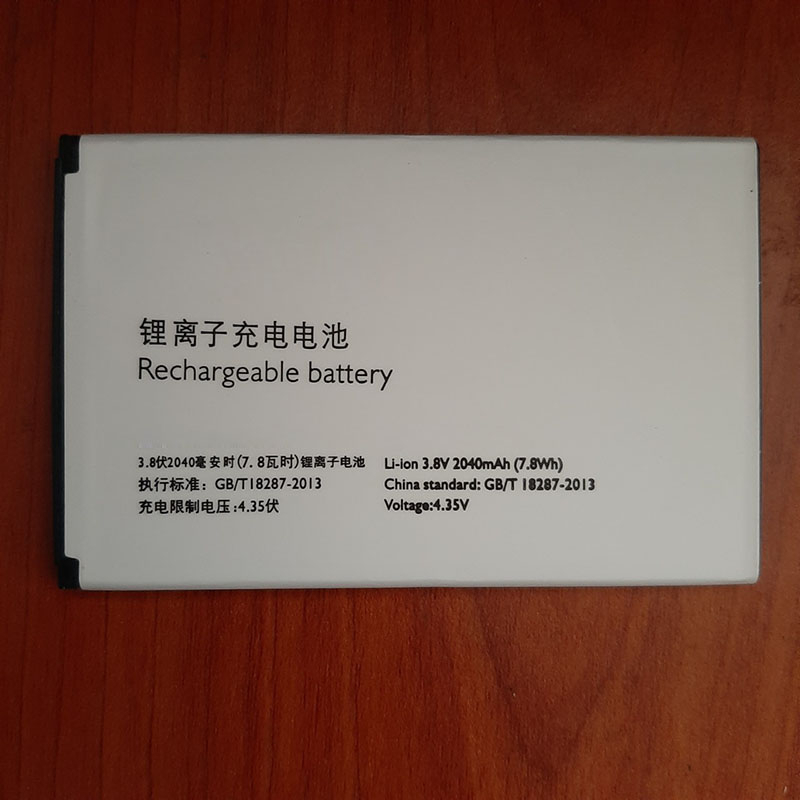 锂离子充电电池
Rechargeable battery
3.8伏2040毫安时(7.8瓦时)锂离子电池
执行标准: GB/T18287-2013
充电限制电压:4.35伏
Li-ion 3.8V 2040mAh (7.8Wh)
China standard: GB/T 18287-2013
Voltage:4.35V